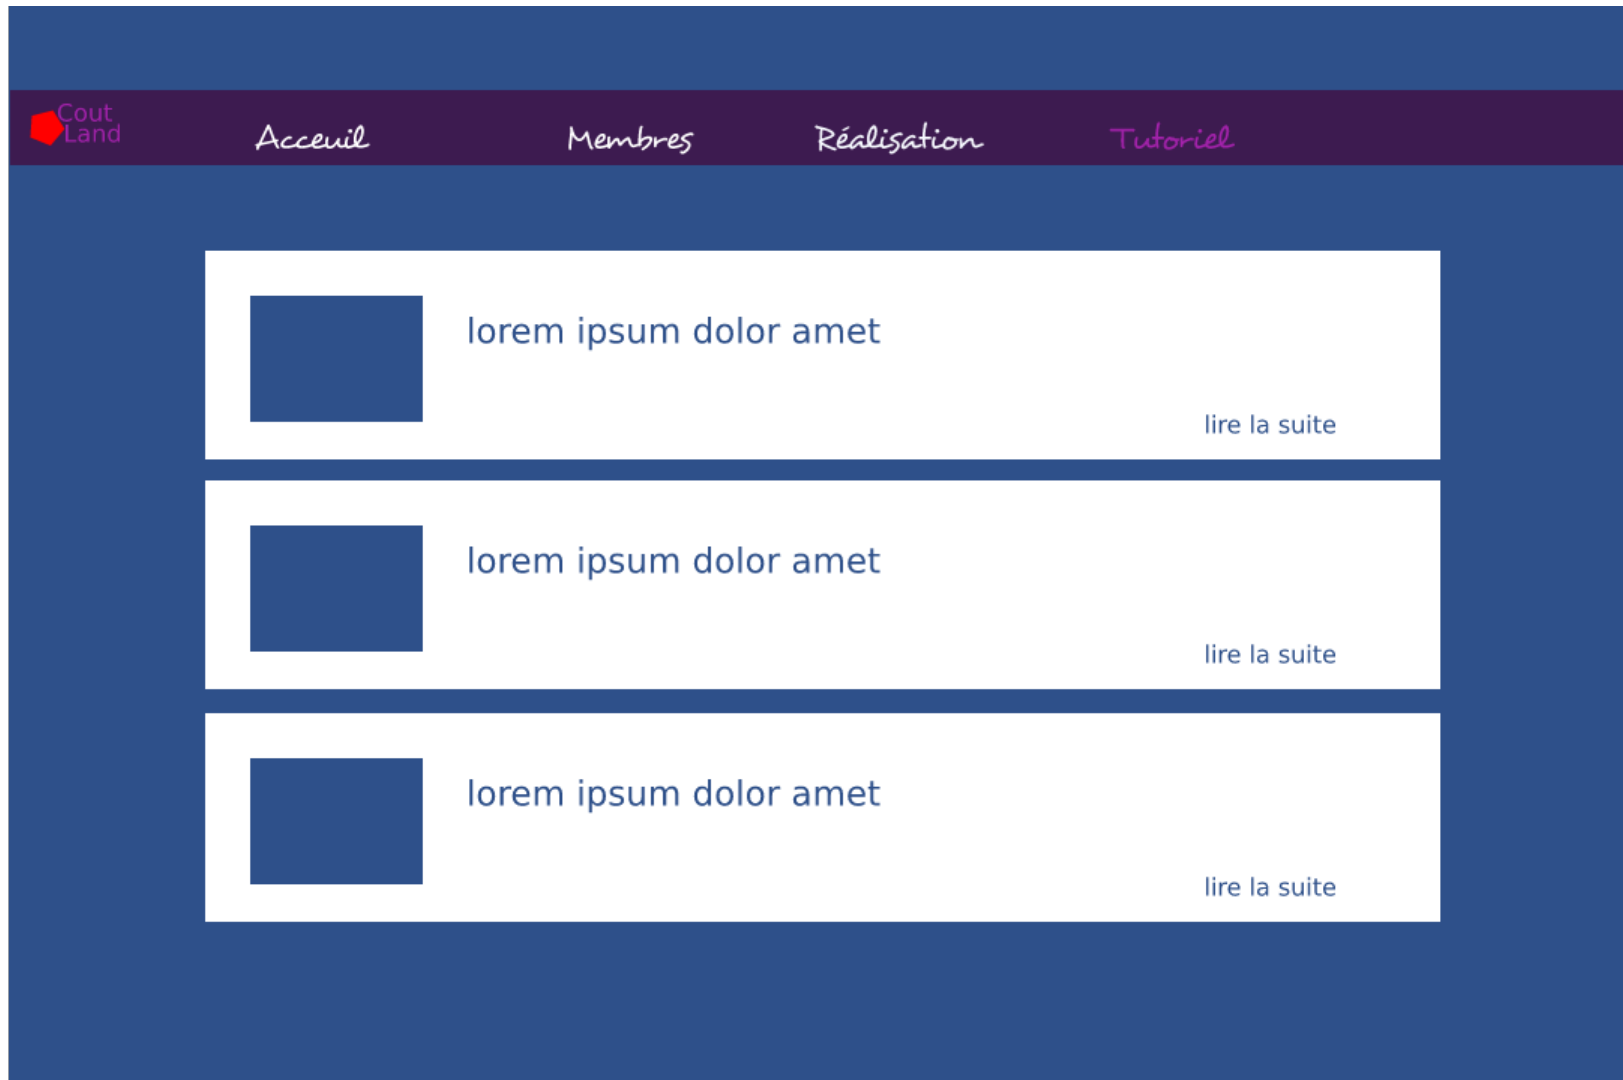 Cout
Land
Acceuil Membres Réalisation Tutoriel
lorem ipsum dolor amet
lire la suite
lorem ipsum dolor amet
lire la suite
lorem ipsum dolor amet
lire la suite